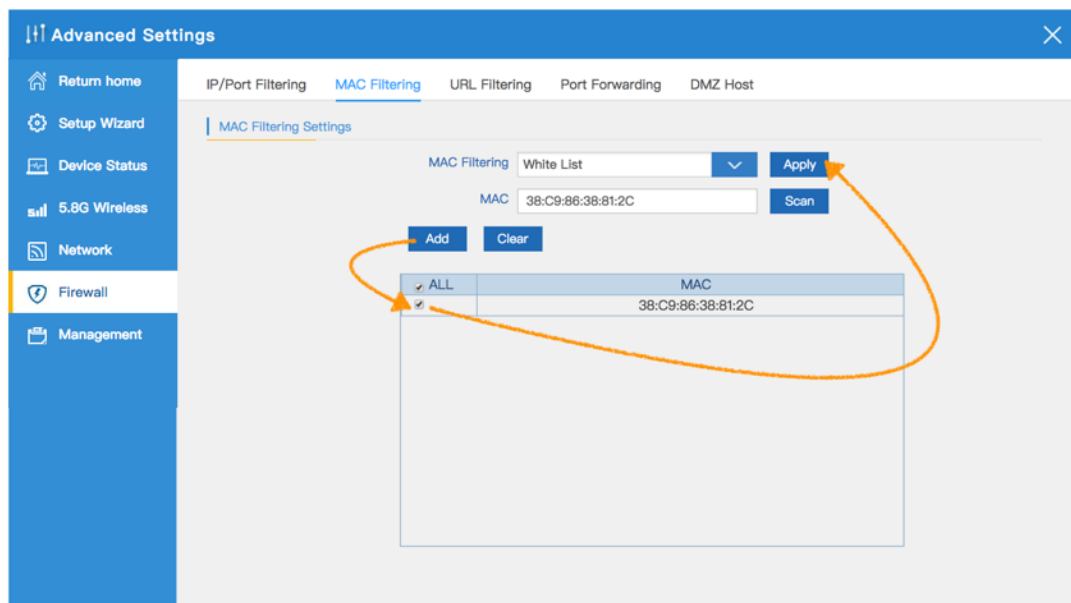 Advanced Settings
Return home
Setup Wizard
Device Status
5.8G Wireless
Network
Firewall
Management
IP/Port Filtering MAC Filtering URL Filtering Port Forwarding DMZ Host
MAC Filtering Settings
MAC Filtering White List Apply
MAC 38:C9:86:38:81:2C Scan
Add Clear
ALL MAC
38:C9:86:38:81:2C